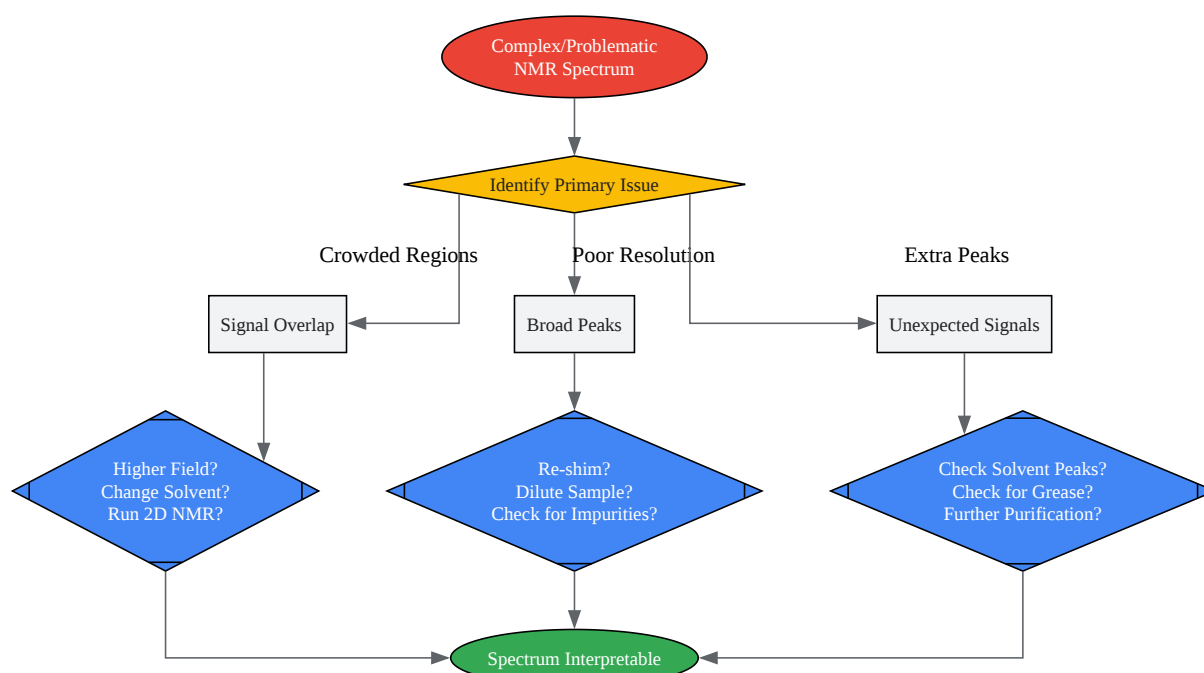 Complex/Problematic
NMR Spectrum
Identify Primary Issue
Crowded Regions
Poor Resolution
Extra Peaks
Signal Overlap
Broad Peaks
Unexpected Signals
Higher Field?
Change Solvent?
Run 2D NMR?
Re-shim?
Dilute Sample?
Check for Impurities?
Check Solvent Peaks?
Check for Grease?
Further Purification?
Spectrum Interpretable